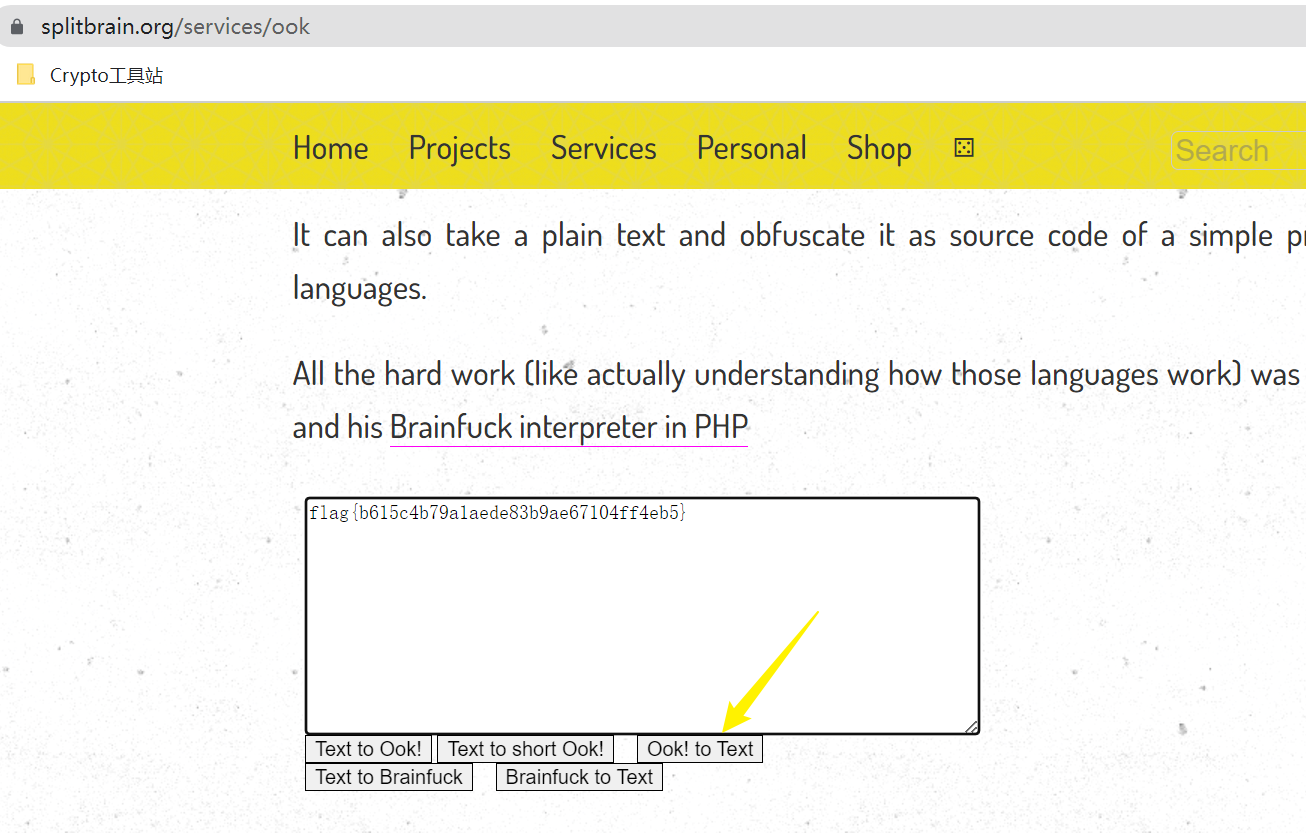 splitbrain.org/services/ook
Crypto工具站
Home Projects Services Personal Shop Search
It can also take a plain text and obfuscate it as source code of a simple
languages.
All the hard work (like actually understanding how those languages work) was
and his Brainfuck interpreter in PHP
flag{b615c4b79a1aede83b9ae67104ff4eb5}
Text to Ook! Text to short Ook! Ook! to Text
Text to Brainfuck Brainfuck to Text